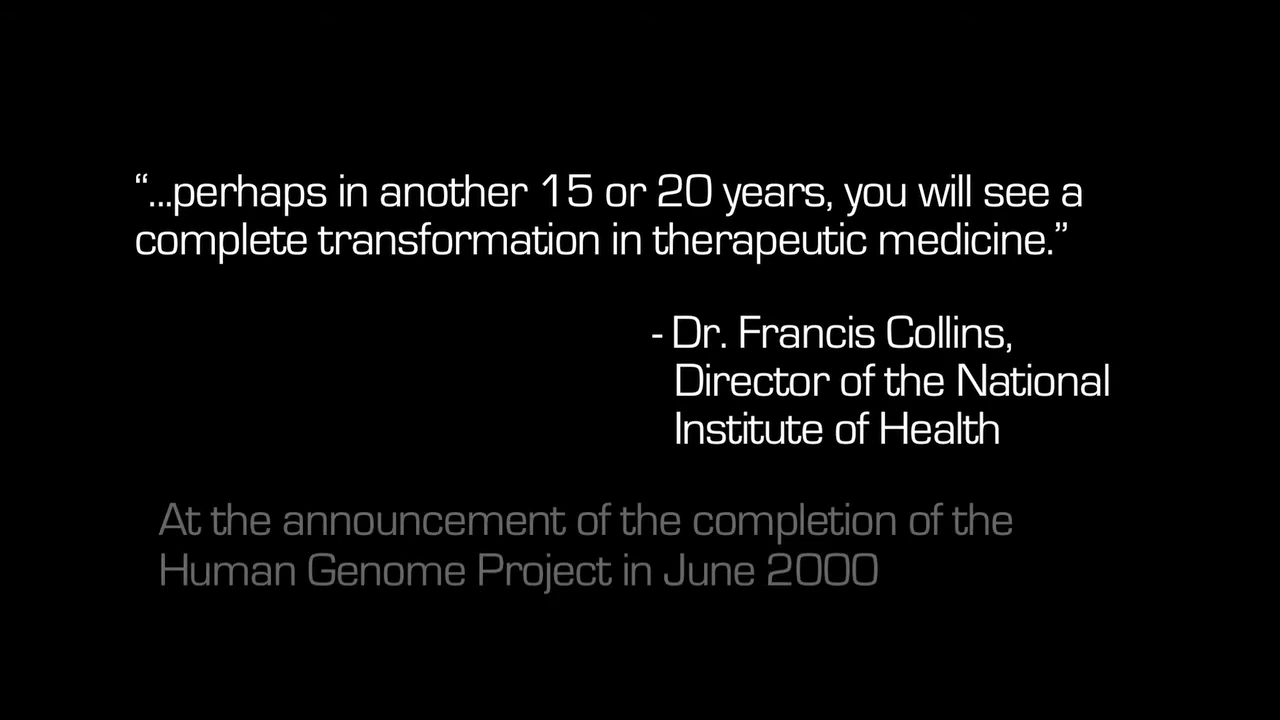 “...perhaps in another 15 or 20 years, you will see a
complete transformation in therapeutic medicine.”
- Dr. Francis Collins,
Director of the National
Institute of Health
At the announcement of the completion of the
Human Genome Project in June 2000